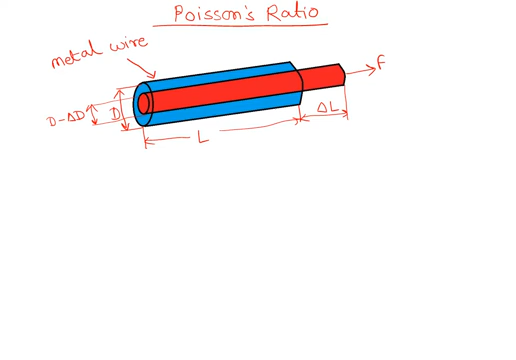 Poisson's Ratio
metal wire
F
D-ΔD
D
L
ΔL